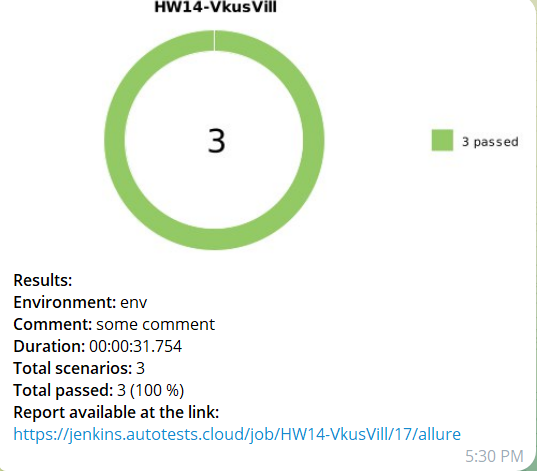 HW14-VkusVill
3
3 passed
Results:
Environment: env
Comment: some comment
Duration: 00:00:31.754
Total scenarios: 3
Total passed: 3 (100 %)
Report available at the link:
https://jenkins.autotests.cloud/job/HW14-VkusVill/17/allure
5:30 PM